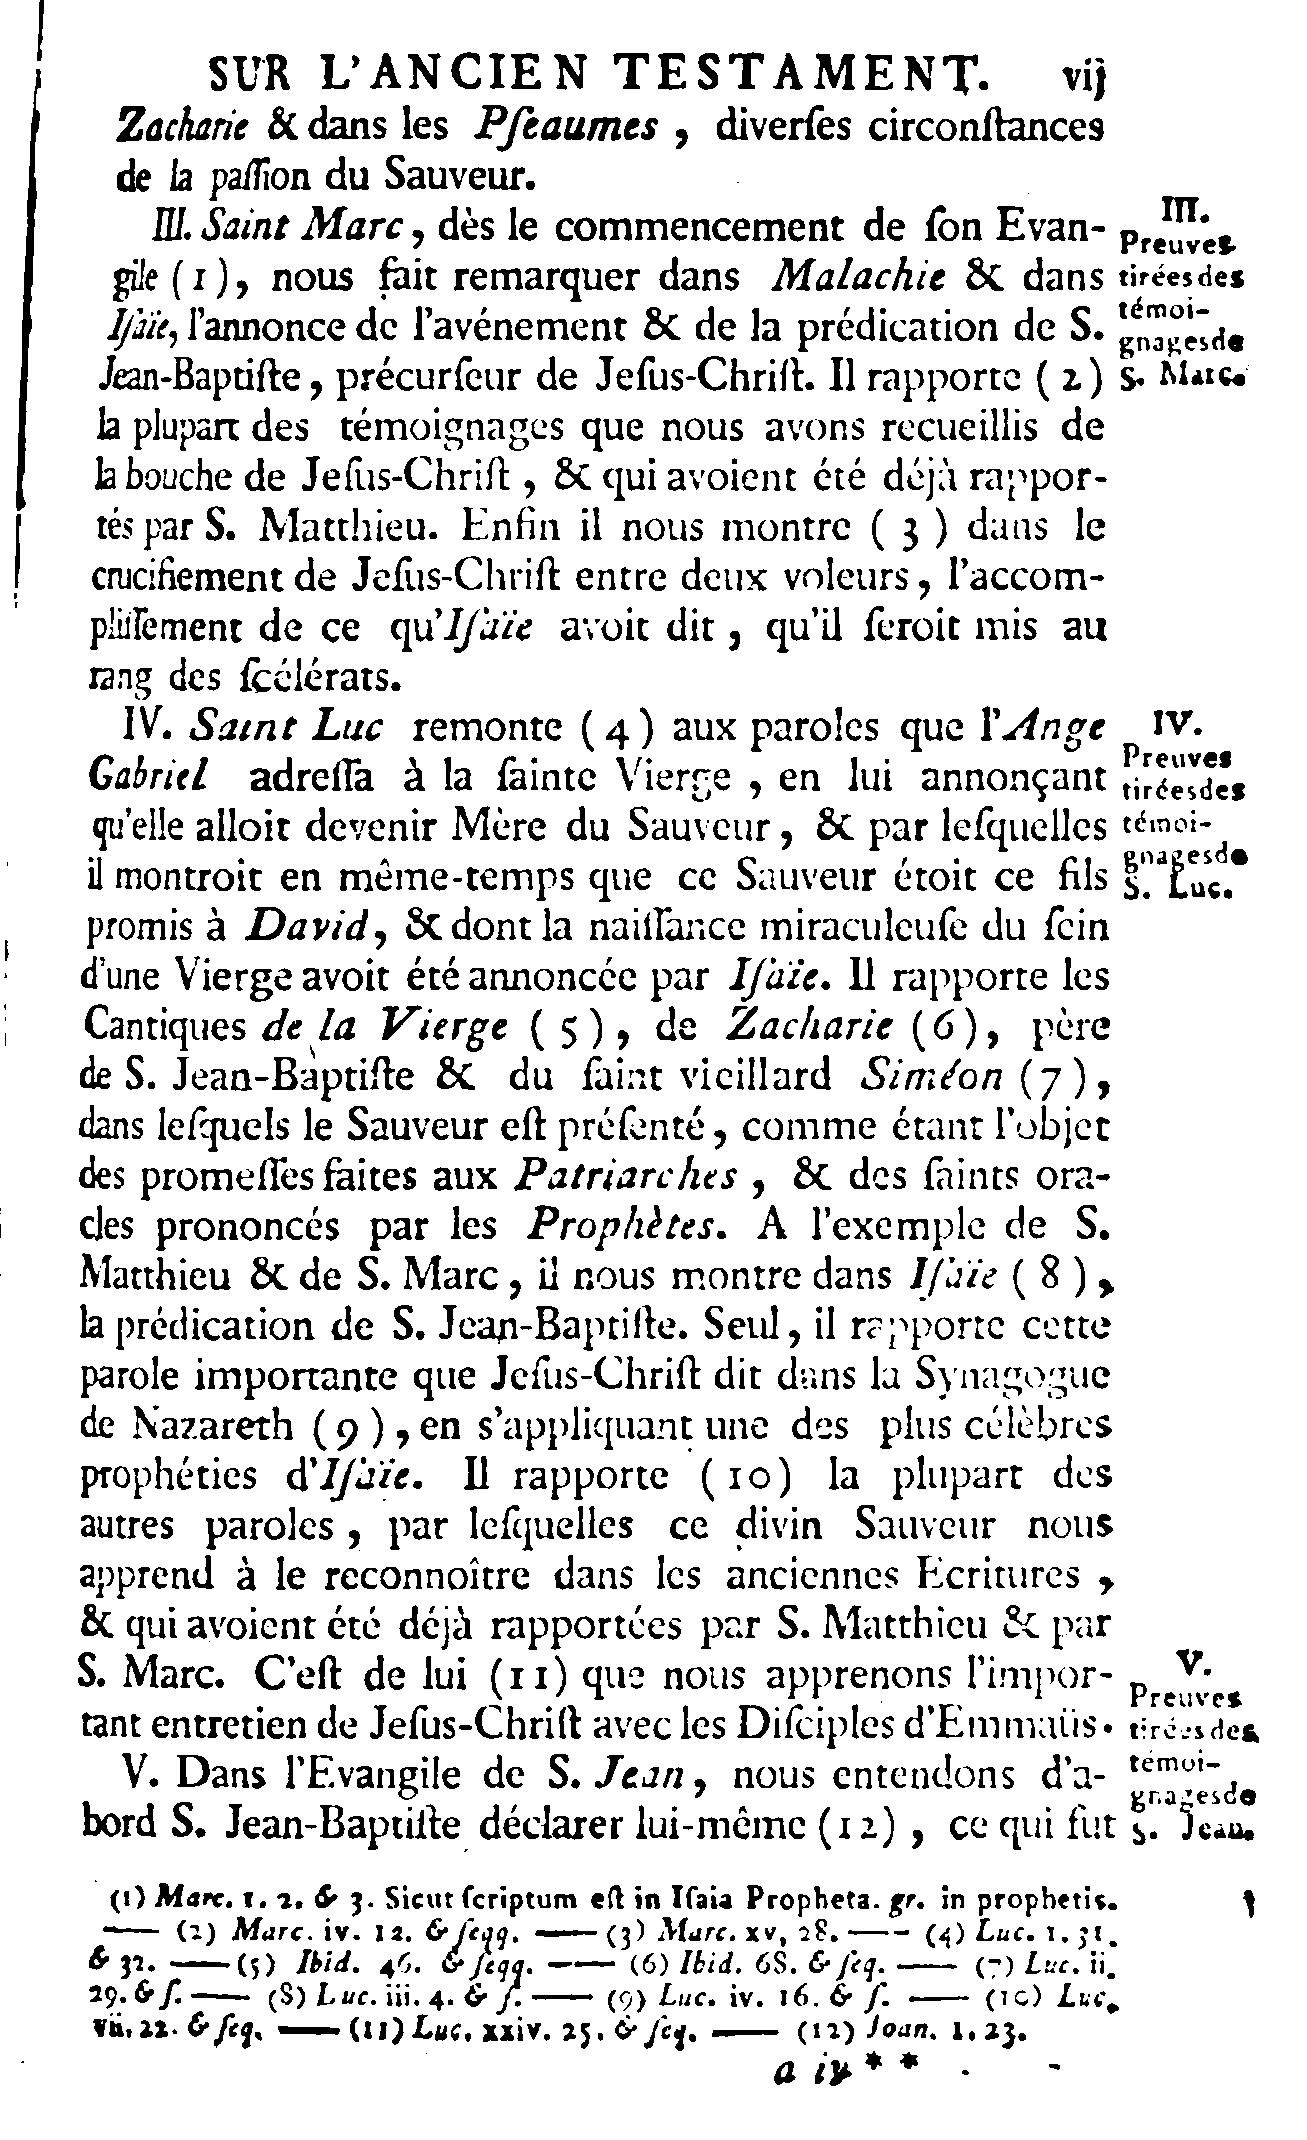 SUR L'ANCIEN TESTAMENT. vij
Zacharie & dans les Pſeaumes, diverſes circonſtances
de la paſſion du Sauveur.
III. Saint Marc, dès le commencement de ſon Evan-
gile (1), nous fait remarquer dans Malachie & dans
Iſaïe, l'annonce de l'avénement & de la prédication de S.
Jean-Baptiſte, précurſeur de Jeſus-Chriſt. Il rapporte (2)
la plupart des témoignages que nous avons recueillis de
la bouche de Jeſus-Chriſt, & qui avoient été déjà rappor-
tés par S. Matthieu. Enfin il nous montre (3) dans le
crucifiement de Jeſus-Chriſt entre deux voleurs, l'accom-
pliſſement de ce qu'Iſaïe avoit dit, qu'il ſeroit mis au
rang des ſcélérats.
III.
Preuves
tirées des
témoi-
gnages de
S. Marc.
IV. Saint Luc remonte (4) aux paroles que l'Ange
Gabriel adreſſa à la ſainte Vierge, en lui annonçant
qu'elle alloit devenir Mère du Sauveur, & par leſquelles
il montroit en même-temps que ce Sauveur étoit ce fils
promis à David, & dont la naiſſance miraculeuſe du ſein
d'une Vierge avoit été annoncée par Iſaïe. Il rapporte les
Cantiques de la Vierge (5), de Zacharie (6), père
de S. Jean-Baptiſte & du ſaint vieillard Siméon (7),
dans leſquels le Sauveur eſt préſenté, comme étant l'objet
des promeſſes faites aux Patriarches, & des ſaints ora-
cles prononcés par les Prophètes. A l'exemple de S.
Matthieu & de S. Marc, il nous montre dans Iſaïe (8),
la prédication de S. Jean-Baptiſte. Seul, il rapporte cette
parole importante que Jeſus-Chriſt dit dans la Synagogue
de Nazareth (9), en s'appliquant une des plus célèbres
prophéties d'Iſaïe. Il rapporte (10) la plupart des
autres paroles, par leſquelles ce divin Sauveur nous
apprend à le reconnoître dans les anciennes Ecritures,
& qui avoient été déjà rapportées par S. Matthieu & par
S. Marc. C'eſt de lui (11) que nous apprenons l'impor-
tant entretien de Jeſus-Chriſt avec les Diſciples d'Emmaüs.
IV.
Preuves
tirées des
témoi-
gnages de
S. Luc.
V. Dans l'Evangile de S. Jean, nous entendons d'a-
bord S. Jean-Baptiſte déclarer lui-même (12), ce qui fut
V.
Preuves
tirées des
témoi-
gnages de
S. Jean.
(1) Marc. 1. 2. & 3. Sicut ſcriptum eſt in Iſaia Propheta. gr. in prophetis.
— (2) Marc. iv. 12. & ſeqq. — (3) Marc. xv, 28. — (4) Luc. 1. 31.
& 32. — (5) Ibid. 46. & ſeqq. — (6) Ibid. 68. & ſeq. — (7) Luc. ii.
29. & ſ. — (8) Luc. iii. 4. & ſ. — (9) Luc. iv. 16. & ſ. — (10) Luc.
vii. 22. & ſeq. — (11) Luc. xxiv. 25. & ſeq. — (12) Joan. 1. 23.
a iv * *